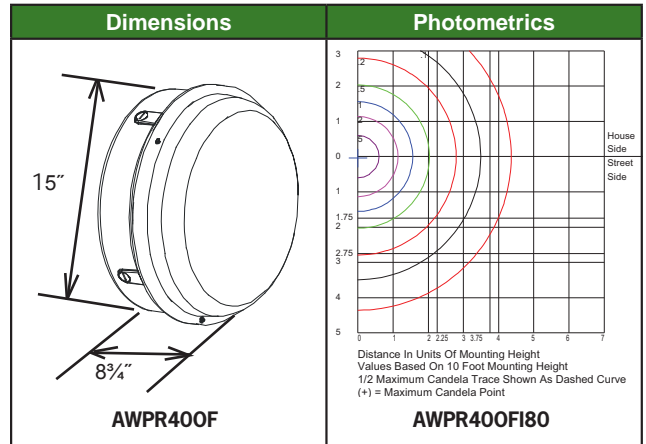 Dimensions
Photometrics
15"
8¾"
AWPR400F
3
2
1
0
1
1.75
2
2.75
3
4
5
.2
.5
1
2
5
.1
House
Side
Street
Side
0 1 2 2.25 3 3.75 4 5 6 7
Distance In Units Of Mounting Height
Values Based On 10 Foot Mounting Height
1/2 Maximum Candela Trace Shown As Dashed Curve
(+) = Maximum Candela Point
AWPR400FI80